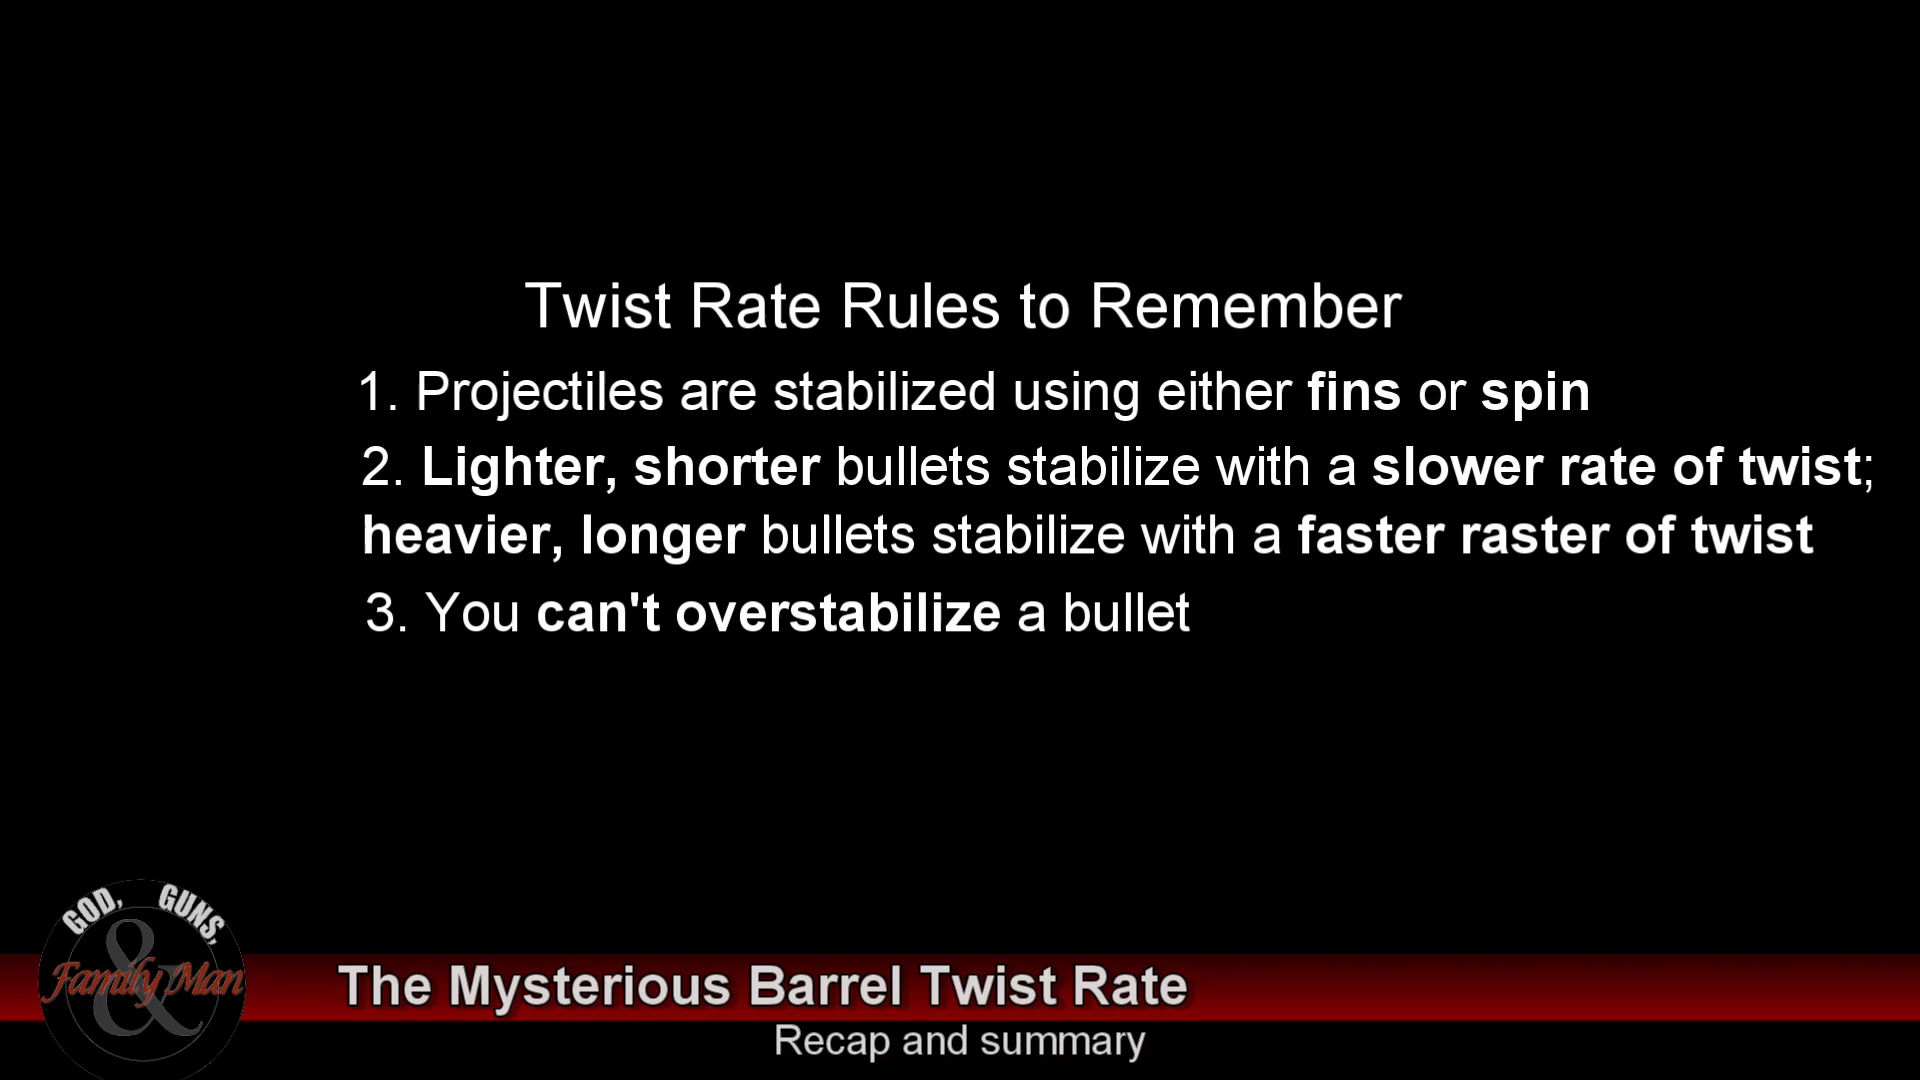 Twist Rate Rules to Remember
1. Projectiles are stabilized using either fins or spin
2. Lighter, shorter bullets stabilize with a slower rate of twist;
heavier, longer bullets stabilize with a faster raster of twist
3. You can't overstabilize a bullet
GOD, GUNS,
&
Family Man
The Mysterious Barrel Twist Rate
Recap and summary